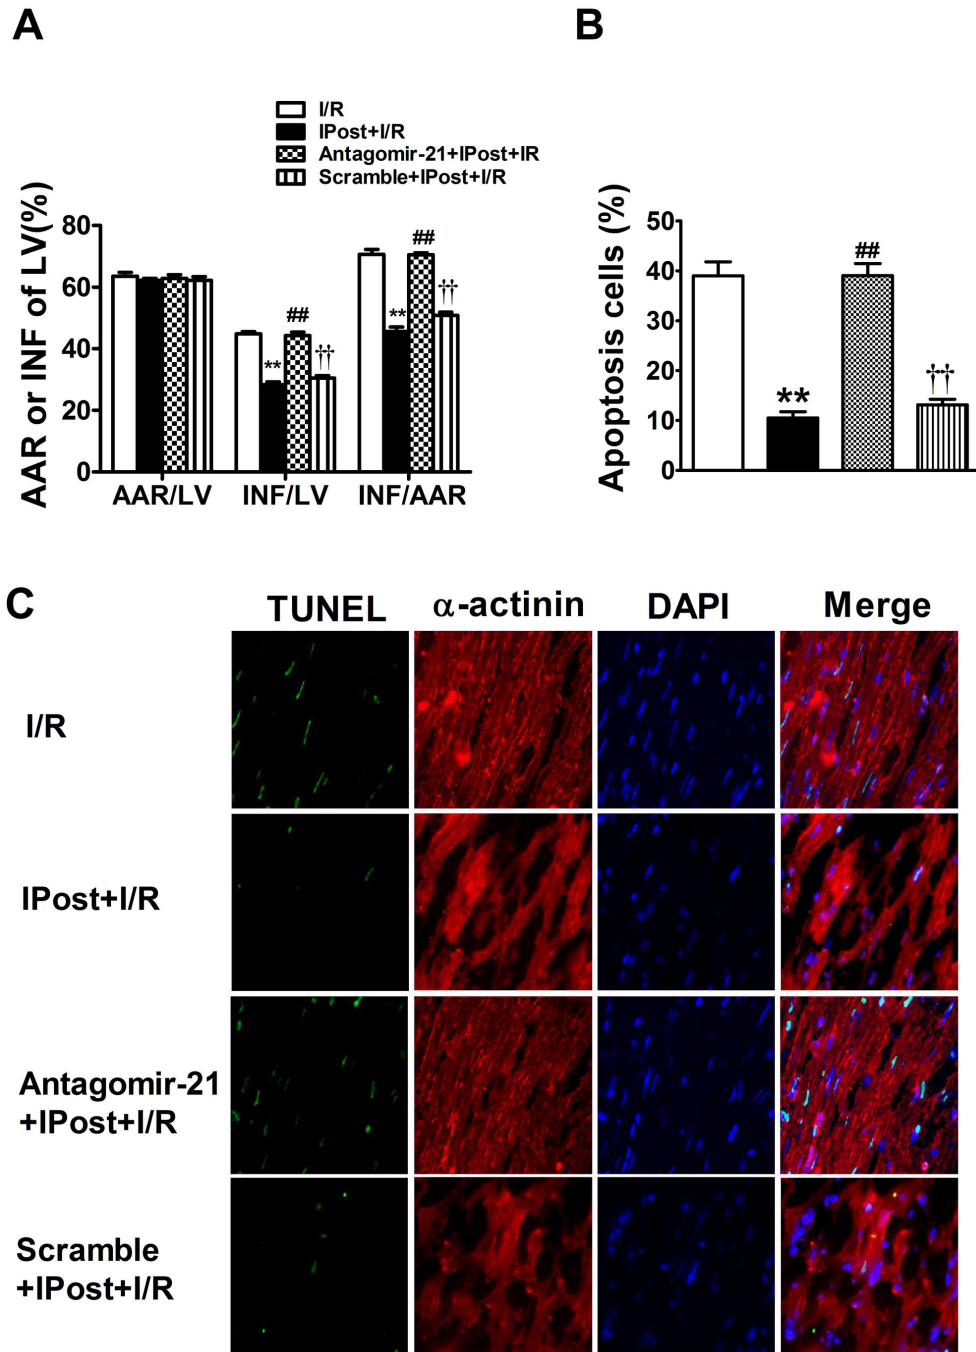 A
B
I/R
IPost+I/R
Antagomir-21+IPost+IR
Scramble+IPost+I/R
AAR or INF of LV(%)
80
60
40
20
0
**
##
††
**
##
††
AAR/LV
INF/LV
INF/AAR
Apoptosis cells (%)
50
40
30
20
10
0
**
##
††
C
TUNEL
α-actinin
DAPI
Merge
I/R
IPost+I/R
Antagomir-21
+IPost+I/R
Scramble
+IPost+I/R